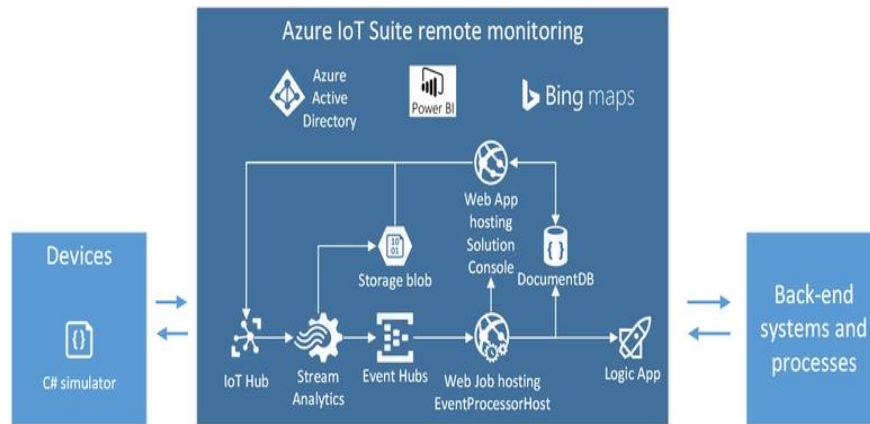 Azure IoT Suite remote monitoring
Azure
Active
Directory
Power BI
Bing maps
Web App
hosting
Solution
Console
10
01
Storage blob
{ }
DocumentDB
Devices
{}
C# simulator
IoT Hub
Stream
Analytics
Event Hubs
Web Job hosting
EventProcessorHost
Logic App
Back-end
systems and
processes